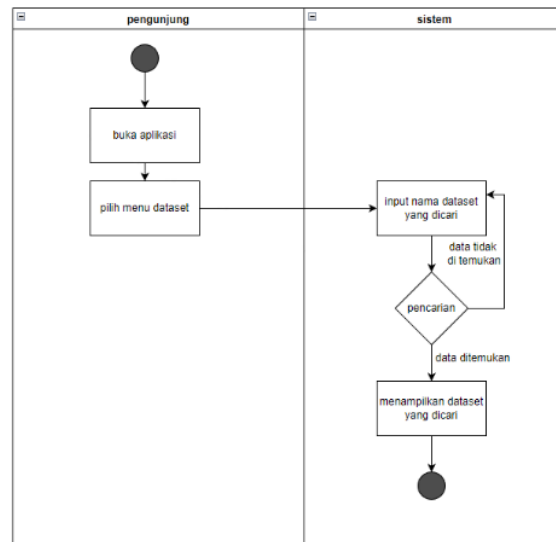 pengunjung
sistem
buka aplikasi
pilih menu dataset
input nama dataset
yang dicari
data tidak
di temukan
pencarian
data ditemukan
menampilkan dataset
yang dicari